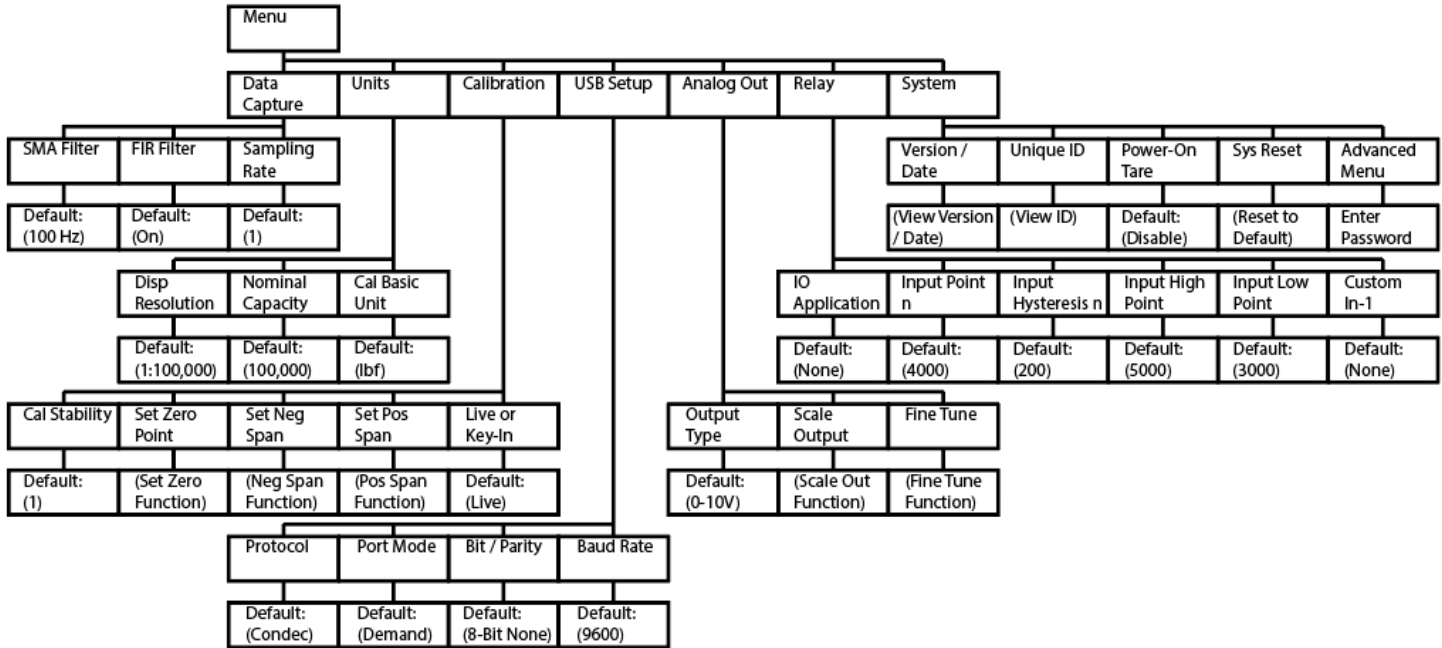 Menu
Data
Capture
Units
Calibration
USB Setup
Analog Out
Relay
System
SMA Filter
FIR Filter
Sampling
Rate
Default:
(100 Hz)
Default:
(On)
Default:
(1)
Version /
Date
Unique ID
Power-On
Tare
Sys Reset
Advanced
Menu
(View Version
/ Date)
(View ID)
Default:
(Disable)
(Reset to
Default)
Enter
Password
Disp
Resolution
Nominal
Capacity
Cal Basic
Unit
Default:
(1:100,000)
Default:
(100,000)
Default:
(lbf)
IO
Application
Input Point
n
Input
Hysteresis n
Input High
Point
Input Low
Point
Custom
In-1
Default:
(None)
Default:
(4000)
Default:
(200)
Default:
(5000)
Default:
(3000)
Default:
(None)
Cal Stability
Set Zero
Point
Set Neg
Span
Set Pos
Span
Live or
Key-In
Default:
(1)
(Set Zero
Function)
(Neg Span
Function)
(Pos Span
Function)
Default:
(Live)
Output
Type
Scale
Output
Fine Tune
Default:
(0-10V)
(Scale Out
Function)
(Fine Tune
Function)
Protocol
Port Mode
Bit / Parity
Baud Rate
Default:
(Condec)
Default:
(Demand)
Default:
(8-Bit None)
Default:
(9600)